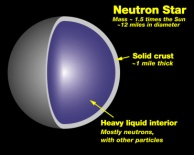 Neutron Star
Mass ~ 1.5 times the Sun
~12 miles in diameter
Solid crust
~1 mile thick
Heavy liquid interior
Mostly neutrons,
with other particles